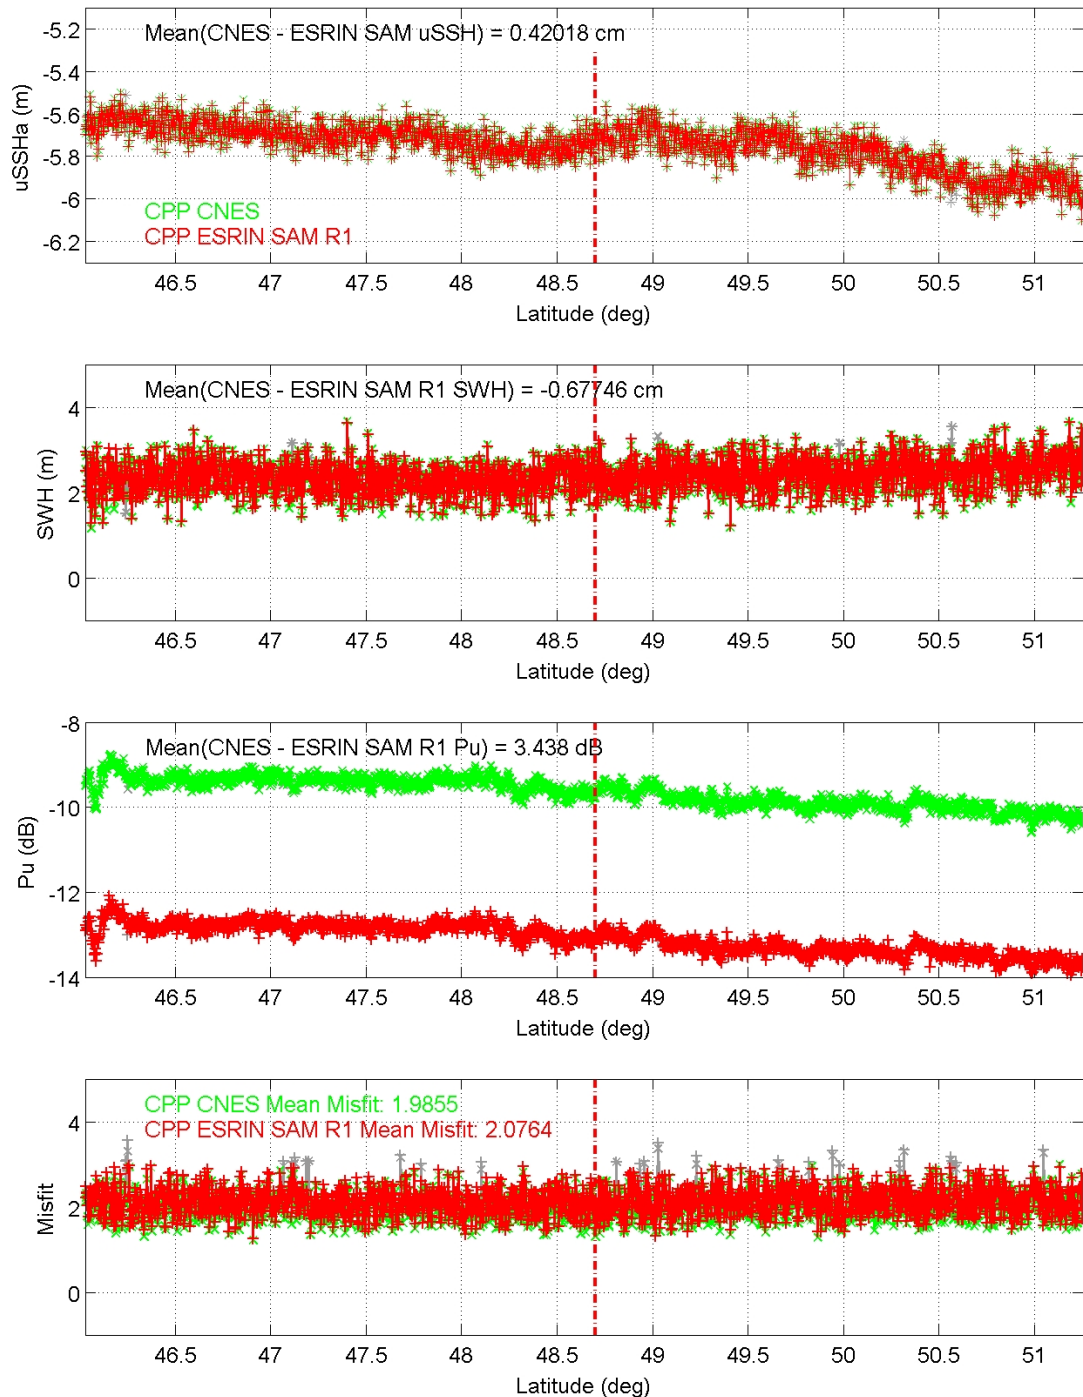 Mean(CNES - ESRIN SAM uSSH) = 0.42018 cm
-5.2
-5.4
-5.6
-5.8
-6
-6.2
uSSHa (m)
CPP CNES
CPP ESRIN SAM R1
46.5 47 47.5 48 48.5 49 49.5 50 50.5 51
Latitude (deg)
Mean(CNES - ESRIN SAM R1 SWH) = -0.67746 cm
4
2
0
SWH (m)
46.5 47 47.5 48 48.5 49 49.5 50 50.5 51
Latitude (deg)
-8
Mean(CNES - ESRIN SAM R1 Pu) = 3.438 dB
-10
-12
-14
Pu (dB)
46.5 47 47.5 48 48.5 49 49.5 50 50.5 51
Latitude (deg)
CPP CNES Mean Misfit: 1.9855
CPP ESRIN SAM R1 Mean Misfit: 2.0764
4
2
0
Misfit
46.5 47 47.5 48 48.5 49 49.5 50 50.5 51
Latitude (deg)